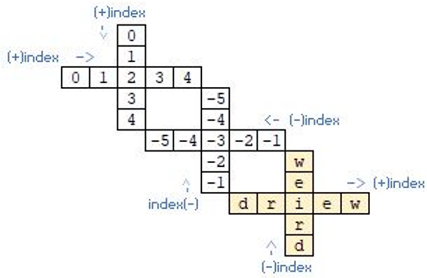 (+)index
0
(+)index -> 1
0 1 2 3 4
3 -5
4 -4 <- (-)index
-5 -4 -3 -2 -1
-2 w
-1 e -> (+)index
index(-) d r i e w
r
d
(-)index